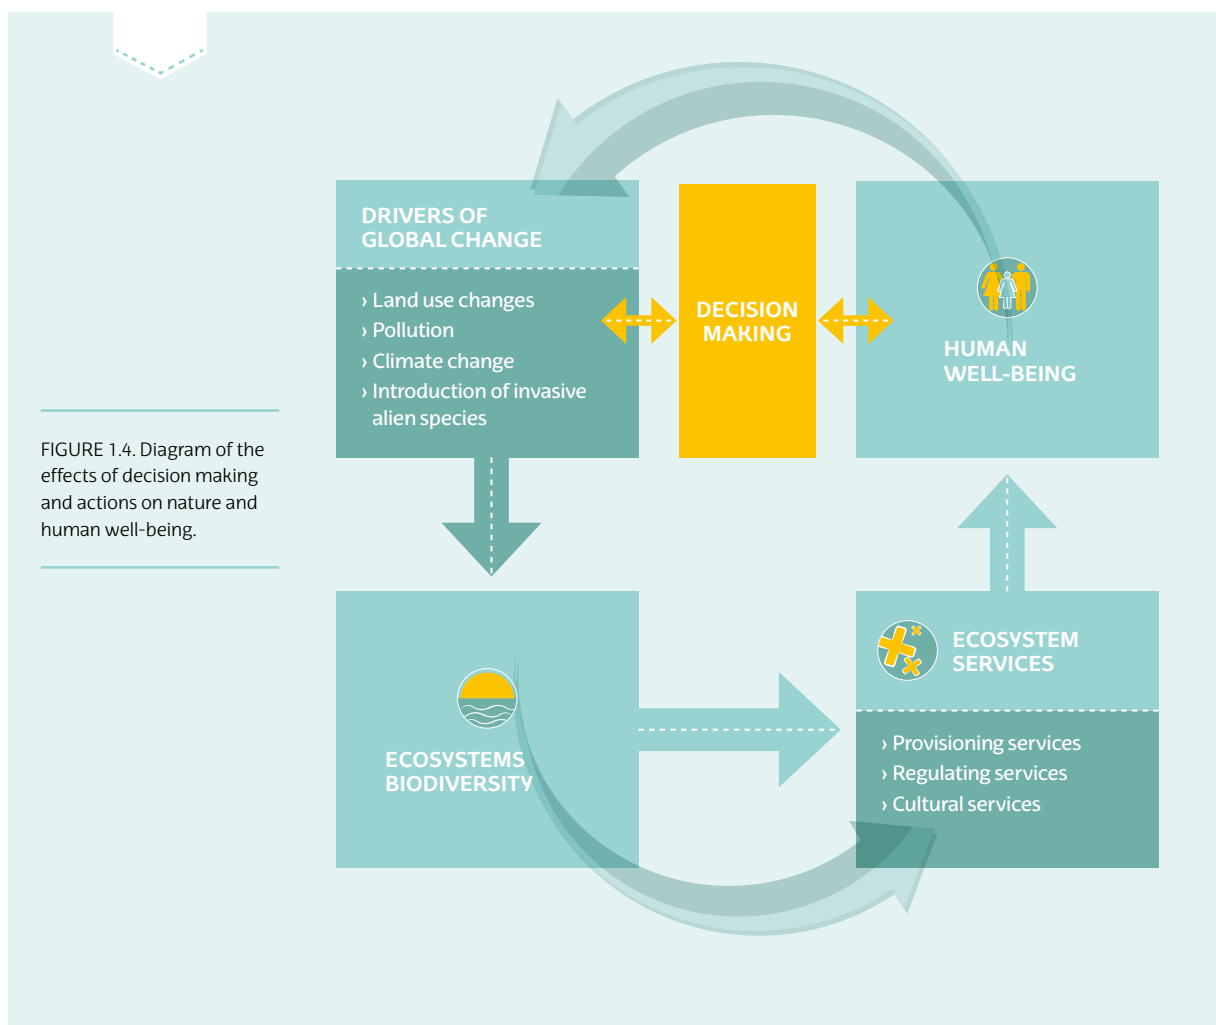 DRIVERS OF
GLOBAL CHANGE
› Land use changes
› Pollution
› Climate change
› Introduction of invasive
alien species
DECISION
MAKING
HUMAN
WELL-BEING
FIGURE 1.4. Diagram of the
effects of decision making
and actions on nature and
human well-being.
ECOSYSTEMS
BIODIVERSITY
ECOSYSTEM
SERVICES
› Provisioning services
› Regulating services
› Cultural services